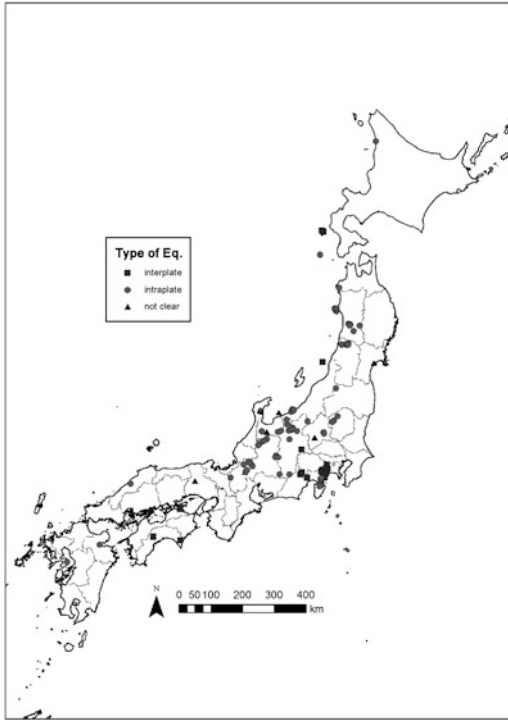 Type of Eq.
interplate
intraplate
not clear
N
0 50 100 200 300 400
km